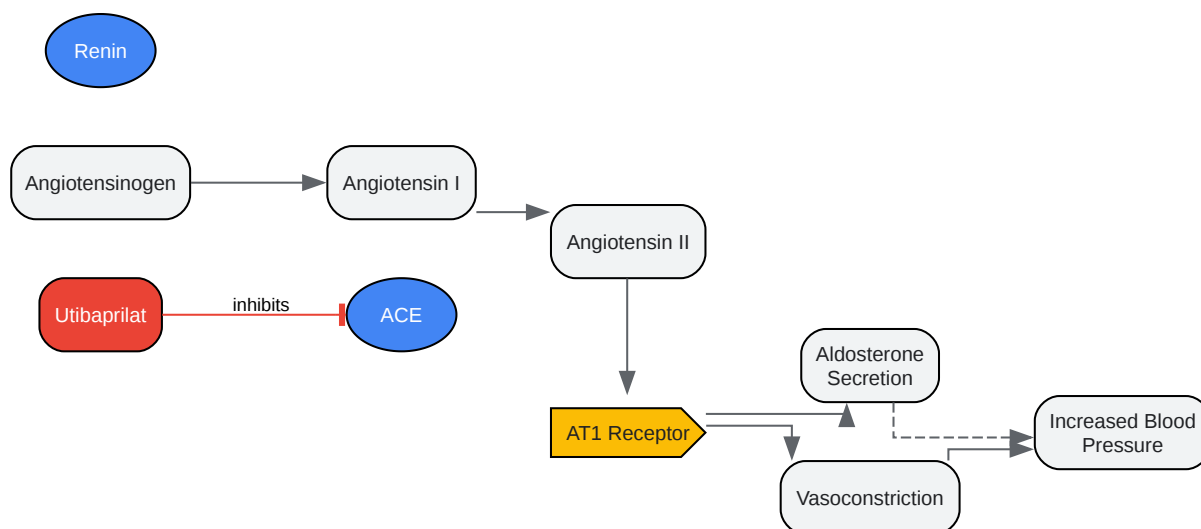 Renin
Angiotensinogen
Angiotensin I
Angiotensin II
Utibaprilat
inhibits
ACE
Aldosterone
Secretion
AT1 Receptor
Increased Blood
Pressure
Vasoconstriction